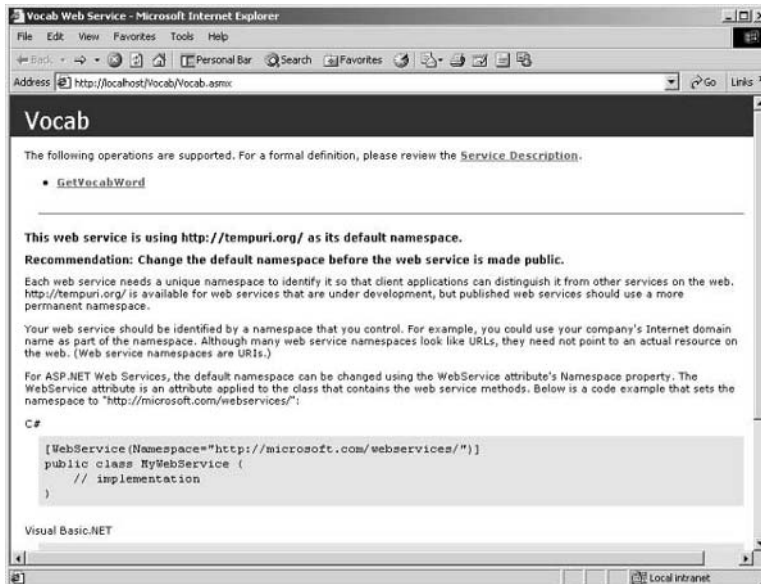 Vocab Web Service - Microsoft Internet Explorer
File Edit View Favorites Tools Help
Back Personal Bar Search Favorites
Address http://localhost/Vocab/Vocab.asmx Go Links
Vocab
The following operations are supported. For a formal definition, please review the Service Description.
• GetVocabWord
This web service is using http://tempuri.org/ as its default namespace.
Recommendation: Change the default namespace before the web service is made public.
Each web service needs a unique namespace to identify it so that client applications can distinguish it from other services on the web.
http://tempuri.org/ is available for web services that are under development, but published web services should use a more
permanent namespace.
Your web service should be identified by a namespace that you control. For example, you could use your company's Internet domain
name as part of the namespace. Although many web service namespaces look like URLs, they need not point to an actual resource on
the web. (Web service namespaces are URIs.)
For ASP.NET Web Services, the default namespace can be changed using the WebService attribute's Namespace property. The
WebService attribute is an attribute applied to the class that contains the web service methods. Below is a code example that sets the
namespace to "http://microsoft.com/webservices/":
C#
[WebService(Namespace="http://microsoft.com/webservices/")]
public class MyWebService {
// implementation
}
Visual Basic.NET
Local intranet